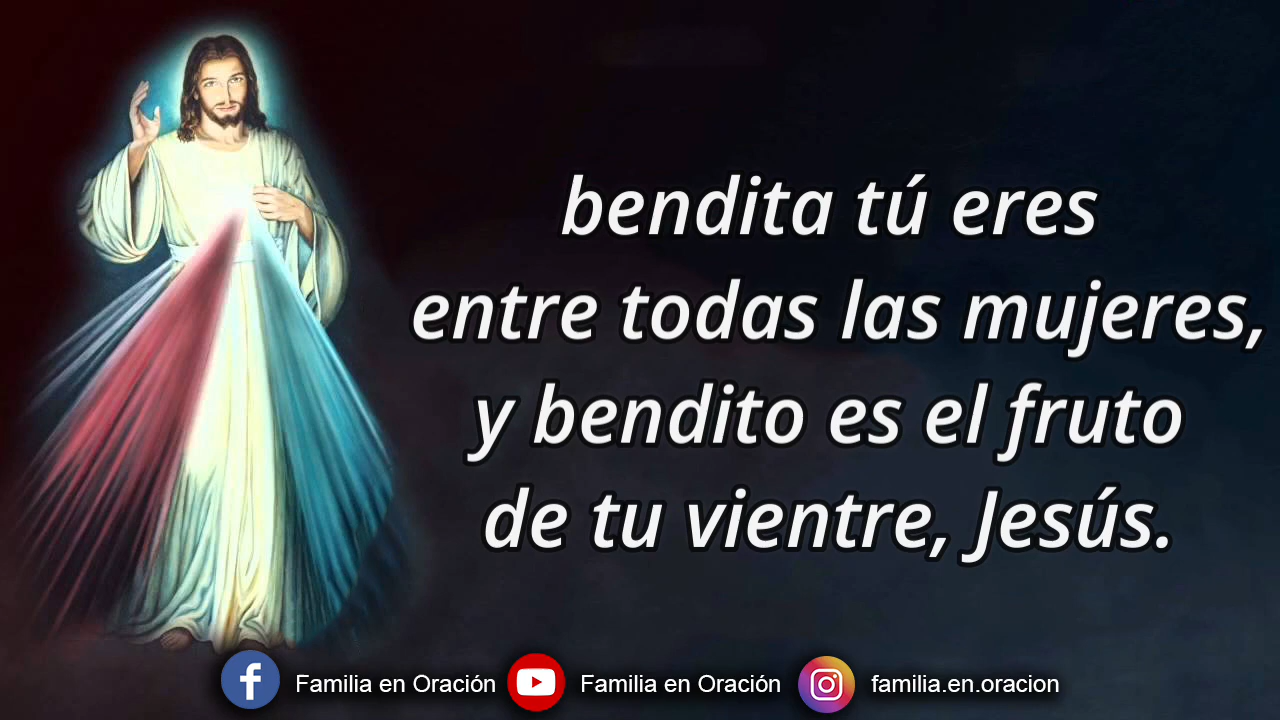 bendita tú eres
entre todas las mujeres,
y bendito es el fruto
de tu vientre, Jesús.
Familia en Oración Familia en Oración familia.en.oracion